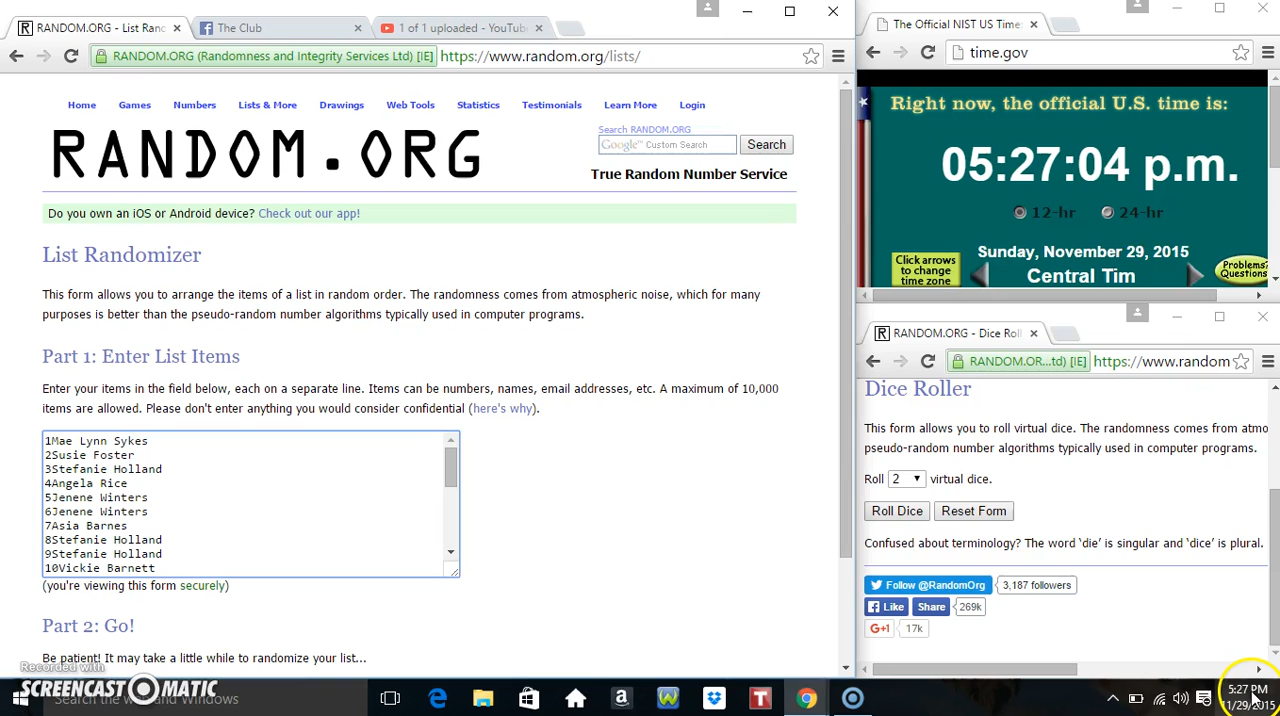 RANDOM.ORG - List Rand
The Club
1 of 1 uploaded - YouTub
RANDOM.ORG (Randomness and Integrity Services Ltd) [IE]
https://www.random.org/lists/
Home Games Numbers Lists & More Drawings Web Tools Statistics Testimonials Learn More Login
RANDOM.ORG
Search RANDOM.ORG
Google™ Custom Search
Search
True Random Number Service
Do you own an iOS or Android device? Check out our app!
List Randomizer
This form allows you to arrange the items of a list in random order. The randomness comes from atmospheric noise, which for many
purposes is better than the pseudo-random number algorithms typically used in computer programs.
Part 1: Enter List Items
Enter your items in the field below, each on a separate line. Items can be numbers, names, email addresses, etc. A maximum of 10,000
items are allowed. Please don't enter anything you would consider confidential (here's why).
1Mae Lynn Sykes
2Susie Foster
3Stefanie Holland
4Angela Rice
5Jenene Winters
6Jenene Winters
7Asia Barnes
8Stefanie Holland
9Stefanie Holland
10Vickie Barnett
(you're viewing this form securely)
Part 2: Go!
Be patient! It may take a little while to randomize your list...
The Official NIST US Time:
time.gov
Right now, the official U.S. time is:
05:27:04 p.m.
12-hr 24-hr
Click arrows
to change
time zone
Sunday, November 29, 2015
Central Tim
Problems?
Questions
RANDOM.ORG - Dice Roll
RANDOM.OR...td) [IE]
https://www.random
Dice Roller
This form allows you to roll virtual dice. The randomness comes from atmo
pseudo-random number algorithms typically used in computer programs.
Roll 2 virtual dice.
Roll Dice
Reset Form
Confused about terminology? The word 'die' is singular and 'dice' is plural.
Follow @RandomOrg
3,187 followers
Like
Share
269k
G+1
17k
Recorded with
SCREENCAST-O-MATIC
Search the web and Windows
5:27 PM
11/29/2015